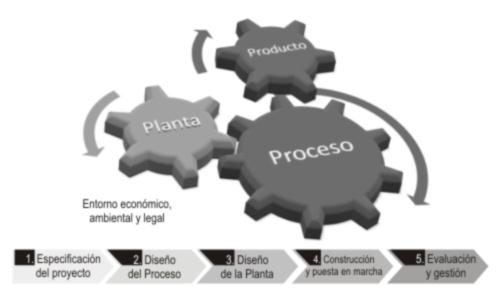 Producto
Planta
Proceso
Entorno económico,
ambiental y legal
1. Especificación
del proyecto
2. Diseño
del Proceso
3. Diseño
de la Planta
4. Construcción
y puesta en marcha
5. Evaluación
y gestión